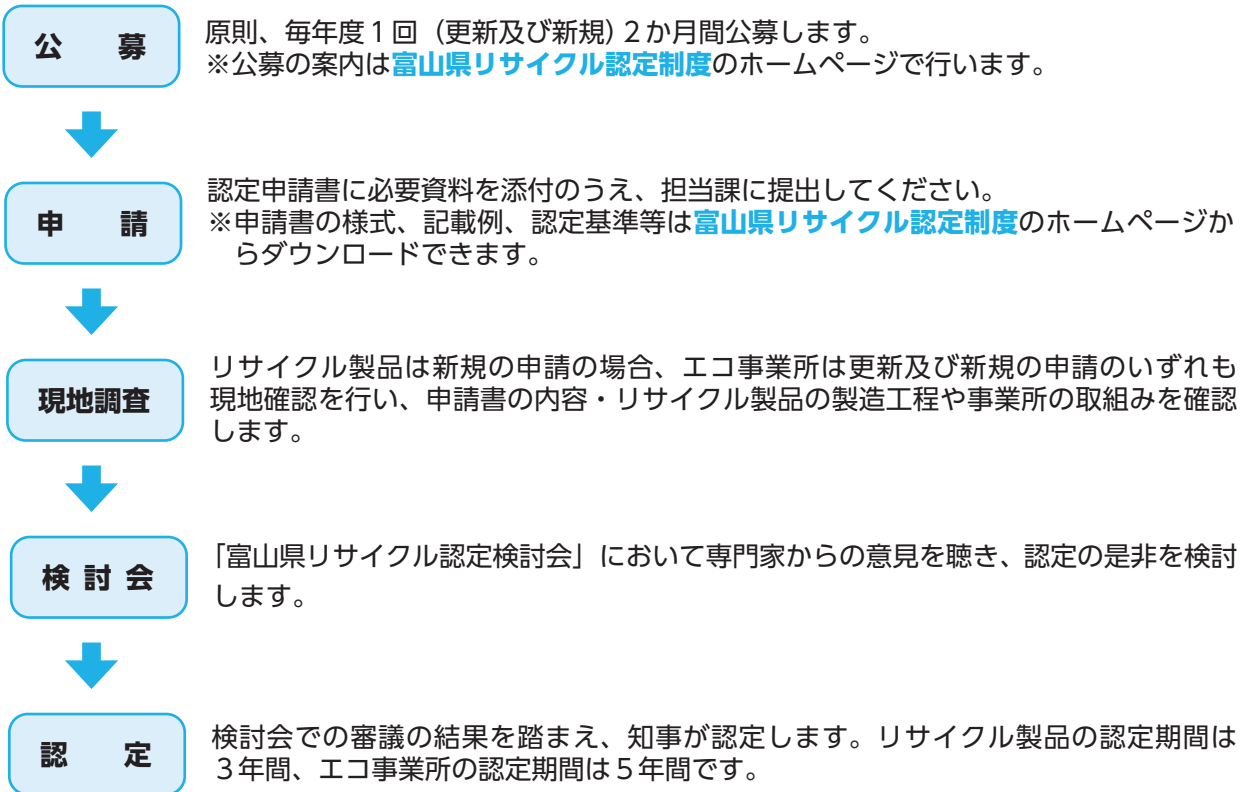 公　募
原則、毎年度１回（更新及び新規）２か月間公募します。
※公募の案内は富山県リサイクル認定制度のホームページで行います。
申　請
認定申請書に必要資料を添付のうえ、担当課に提出してください。
※申請書の様式、記載例、認定基準等は富山県リサイクル認定制度のホームページか
らダウンロードできます。
現地調査
リサイクル製品は新規の申請の場合、エコ事業所は更新及び新規の申請のいずれも
現地確認を行い、申請書の内容・リサイクル製品の製造工程や事業所の取組みを確認
します。
検 討 会
「富山県リサイクル認定検討会」において専門家からの意見を聴き、認定の是非を検討
します。
認　定
検討会での審議の結果を踏まえ、知事が認定します。リサイクル製品の認定期間は
３年間、エコ事業所の認定期間は５年間です。